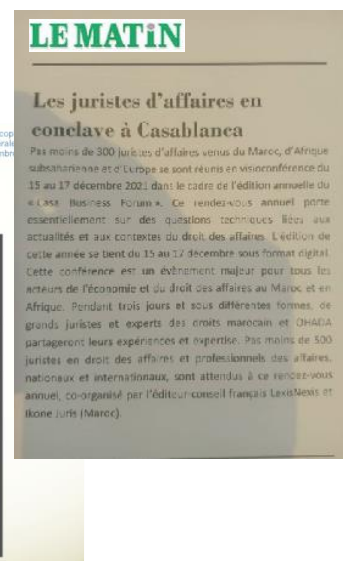 LE MATIN
Les juristes d'affaires en
conclave à Casablanca
Pas moins de 300 juristes d'affaires venus du Maroc, d'Afrique
subsaharienne et d'Europe se sont réunis en visioconférence du
15 au 17 décembre 2021 dans le cadre de l'édition annuelle du
« Casa Business Forum ». Ce rendez-vous annuel porte
essentiellement sur des questions techniques liées aux
actualités et aux contextes du droit des affaires. L'édition de
cette année se tient du 15 au 17 décembre sous format digital.
Cette conférence est un évènement majeur pour tous les
acteurs de l'économie et du droit des affaires au Maroc et en
Afrique. Pendant trois jours et sous différentes formes, de
grands juristes et experts des droits marocain et OHADA
partageront leurs expériences et expertise. Pas moins de 500
juristes en droit des affaires et professionnels des affaires,
nationaux et internationaux, sont attendus à ce rendez-vous
annuel, co-organisé par l'éditeur-conseil français LexisNexis et
Ikone Juris (Maroc).